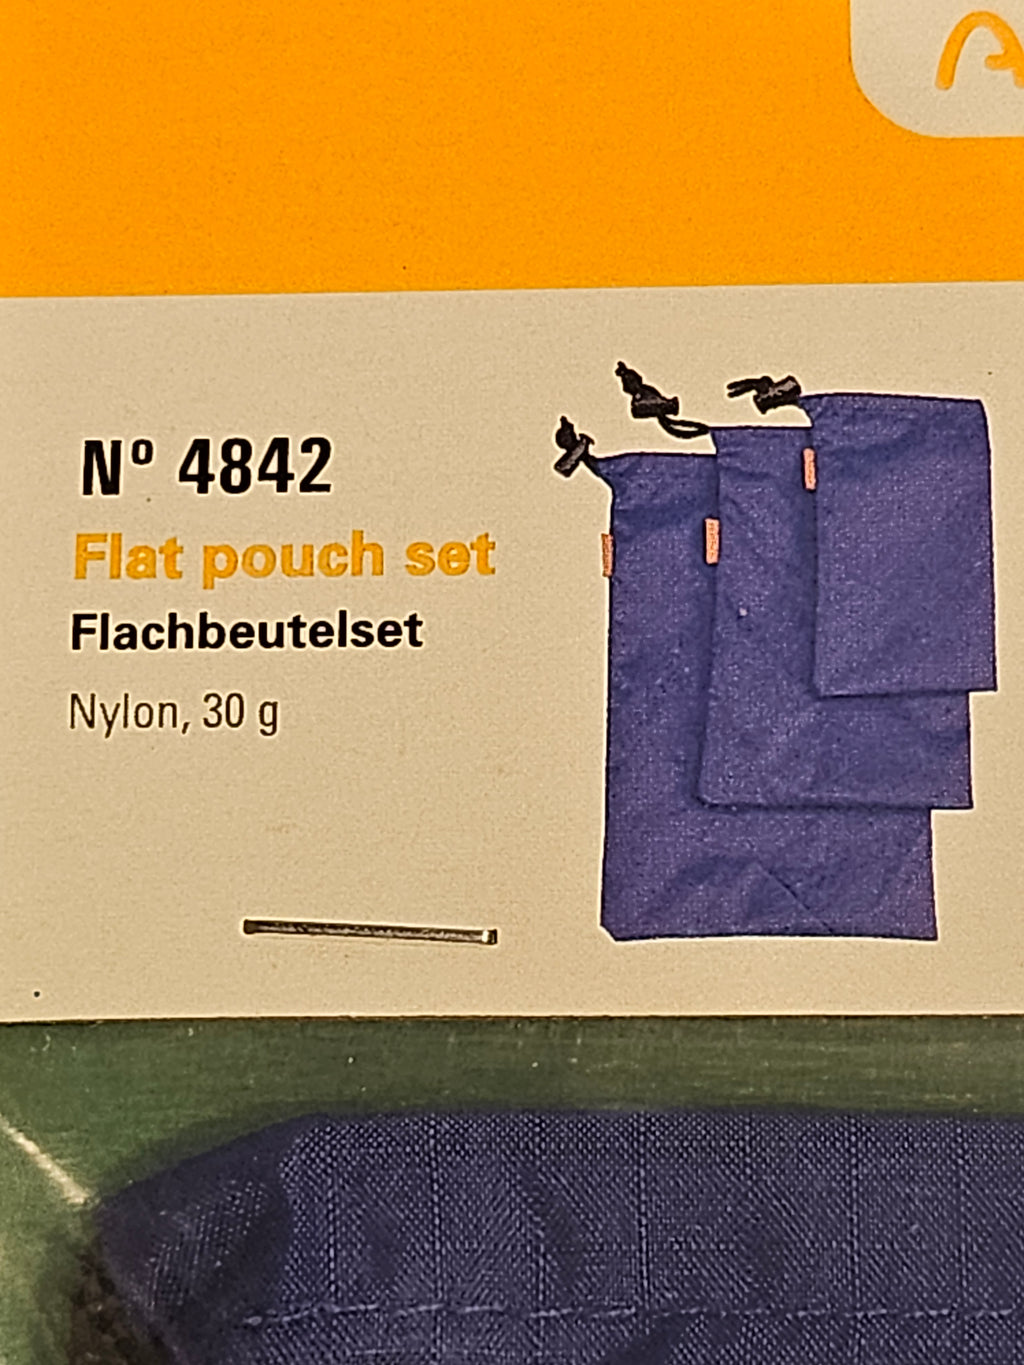 Nº 4842
Flat pouch set
Flachbeutelset
Nylon, 30 g